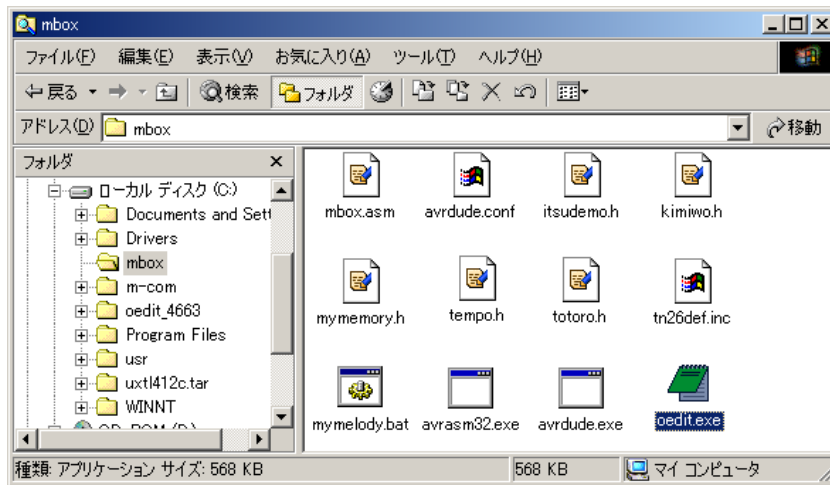 mbox
ファイル(F) 編集(E) 表示(V) お気に入り(A) ツール(T) ヘルプ(H)
戻る 検索 フォルダ
アドレス(D) mbox 移動
フォルダ ×
ローカル ディスク (C:)
Documents and Sett
Drivers
mbox
m-com
oedit_4663
Program Files
usr
uxtl412c.tar
WINNT
mbox.asm avrdude.conf itsudemo.h kimiwo.h
mymemory.h tempo.h totoro.h tn26def.inc
mymelody.bat avrasm32.exe avrdude.exe oedit.exe
種類: アプリケーション サイズ: 568 KB 568 KB マイ コンピュータ